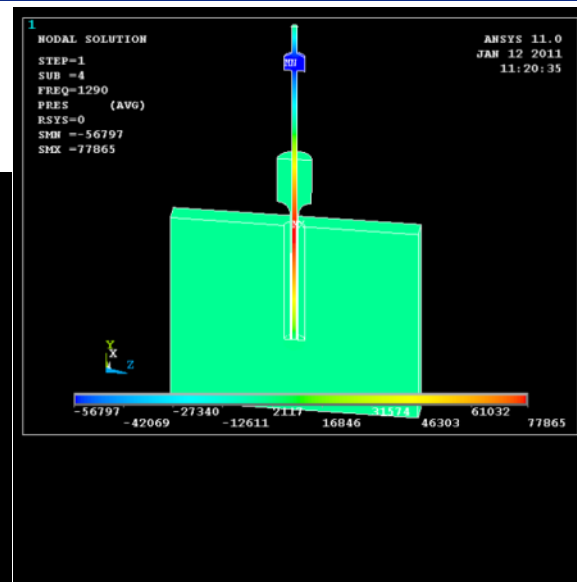 1
NODAL SOLUTION
STEP=1
SUB =4
FREQ=1290
PRES (AVG)
RSYS=0
SMN =-56797
SMX =77865
ANSYS 11.0
JAN 12 2011
11:20:35
MN
Y
X
Z
-56797 -27340 2117 31574 61032
-42069 -12611 16846 46303 77865